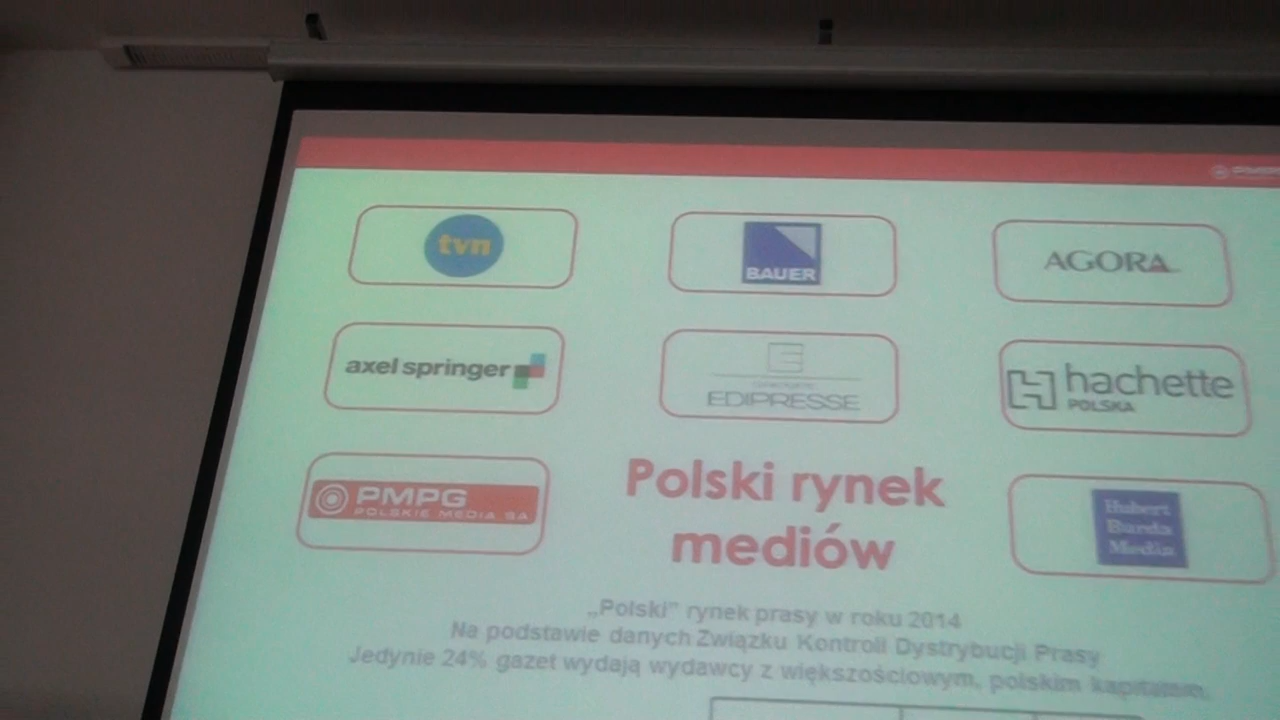 tvn
BAUER
AGORA
axel springer
EDIPRESSE
hachette
POLSKA
PMPG
POLSKIE MEDIA SA
Polski rynek
mediów
Hubert
Burda
Media
„Polski” rynek prasy w roku 2014
Na podstawie danych Związku Kontroli Dystrybucji Prasy
Jedynie 24% gazet wydają wydawcy z większościowym, polskim kapitałem